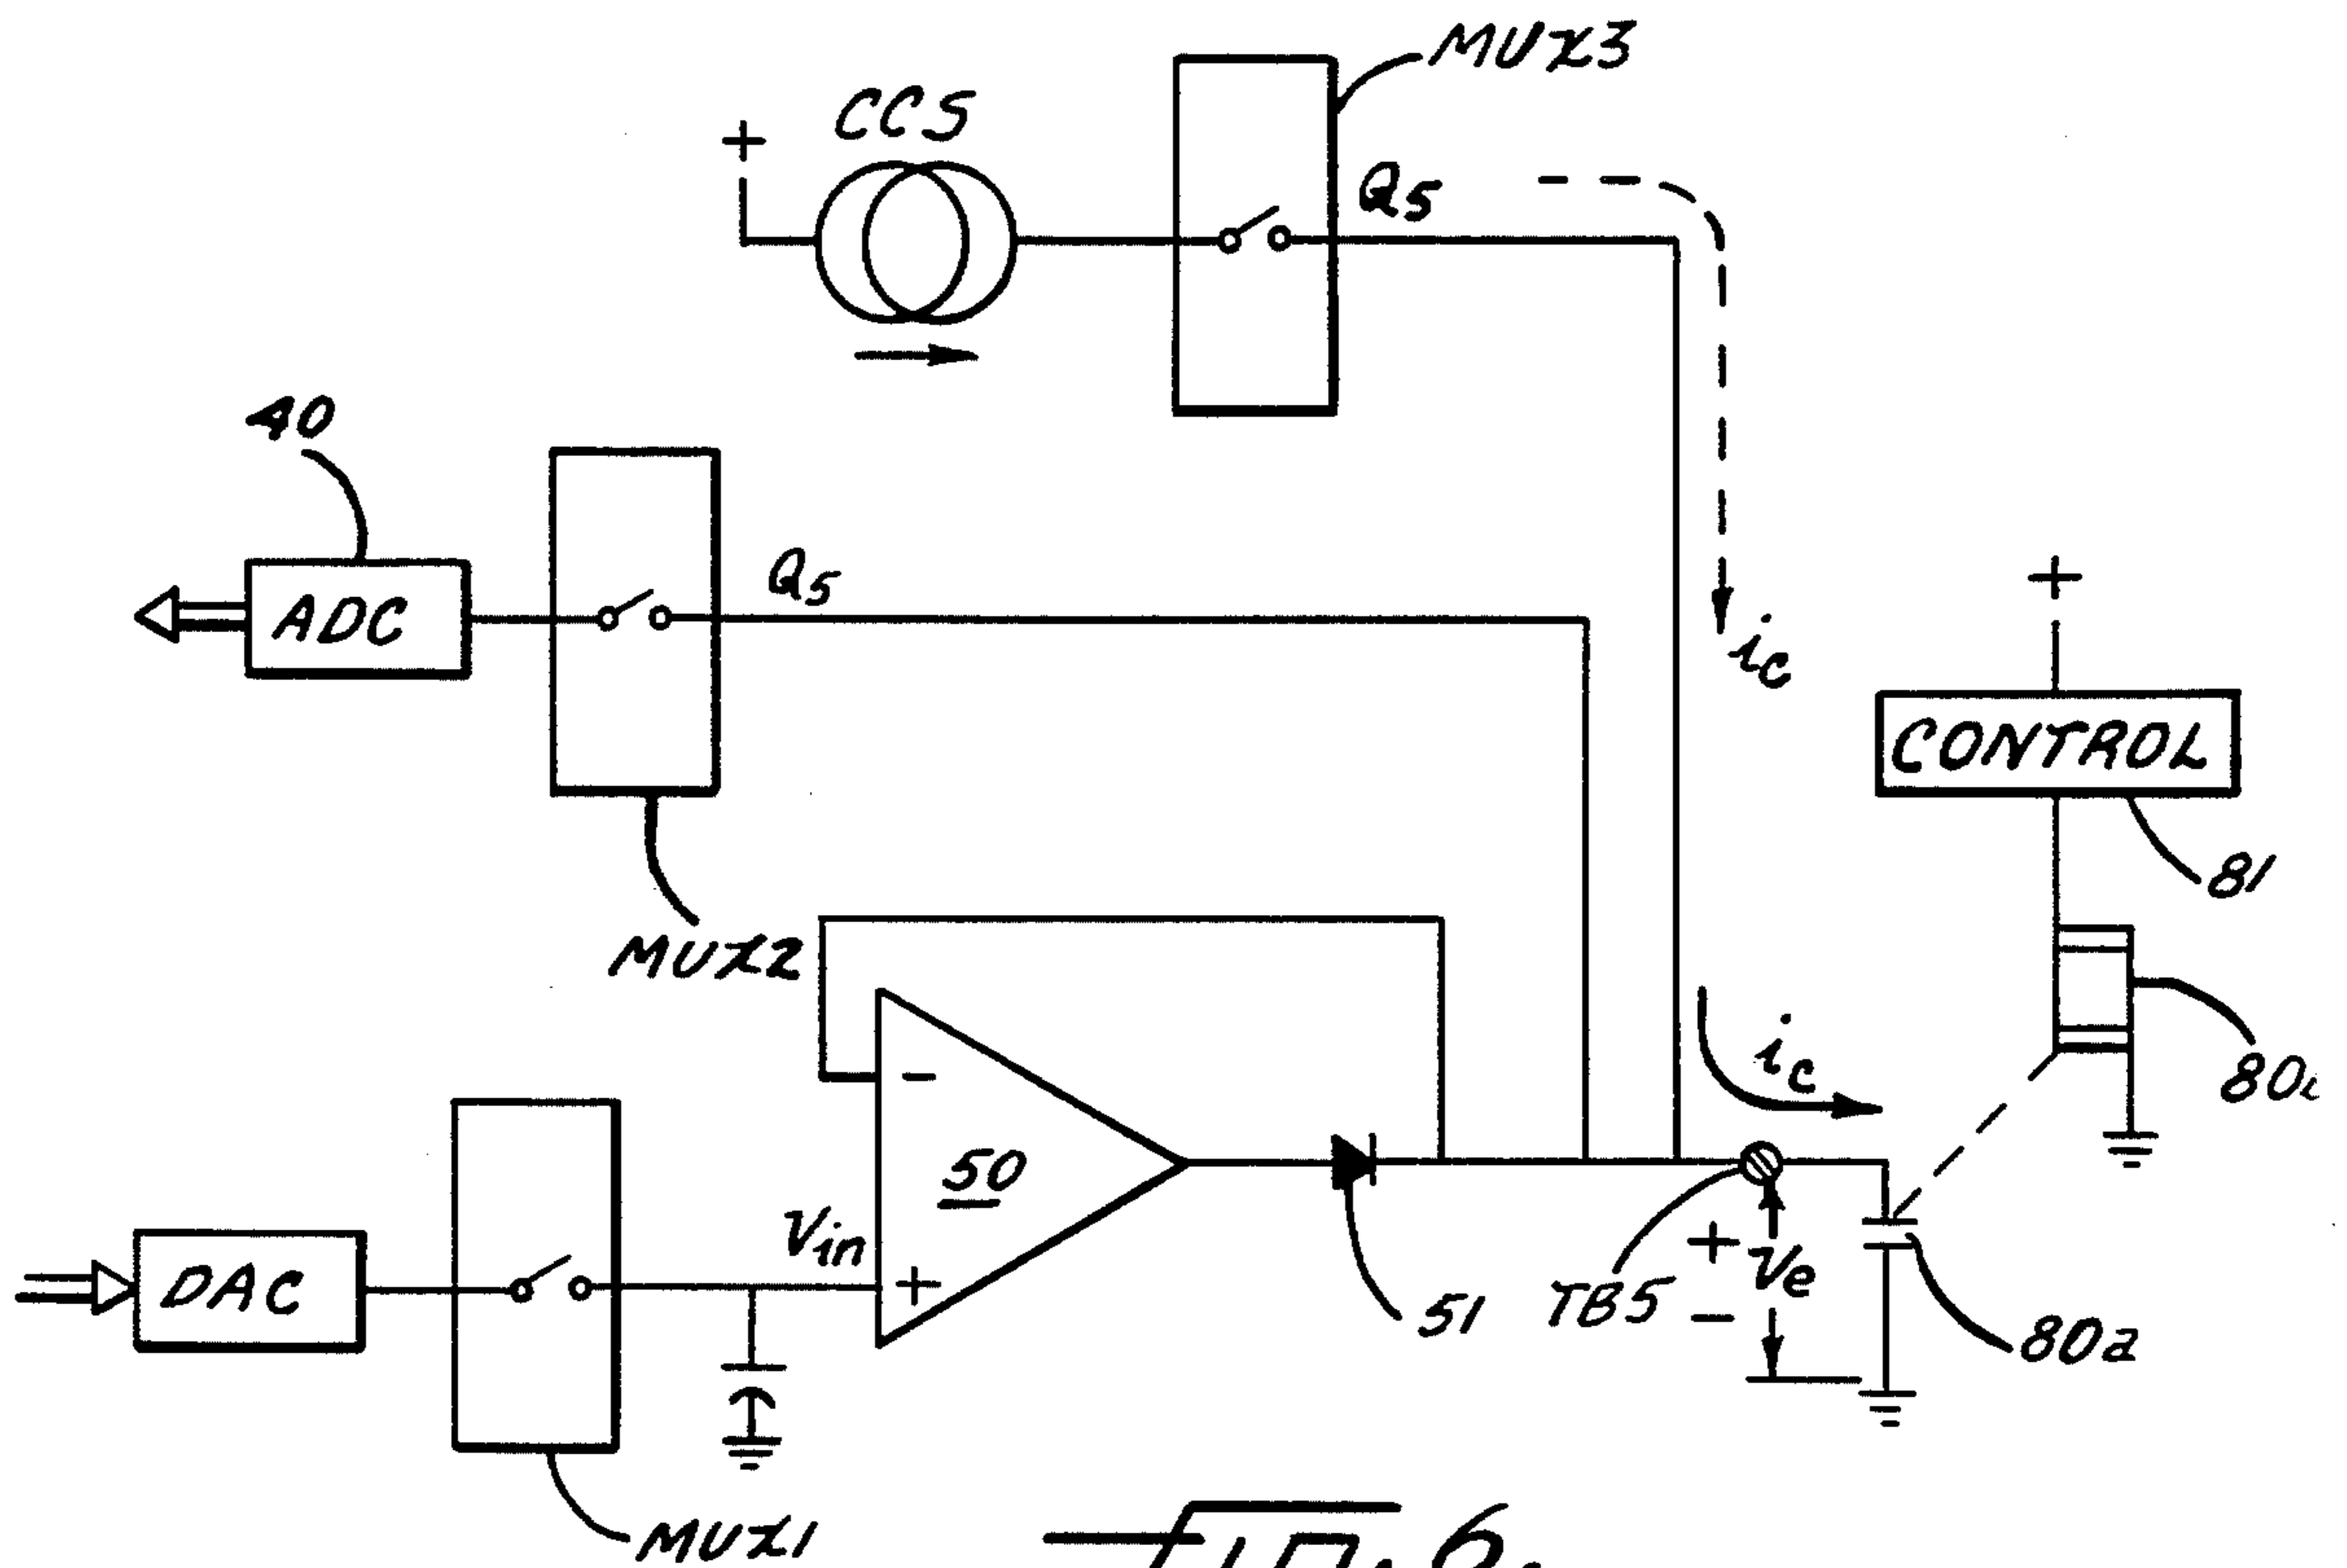 MUX3
CCS
+
Q5
40
ADC
Q5
ic
+
CONTROL
81
MUX2
-
50
Vin
+
ic
80
DAC
51
TB5
+
Ve
-
80a
MUX1